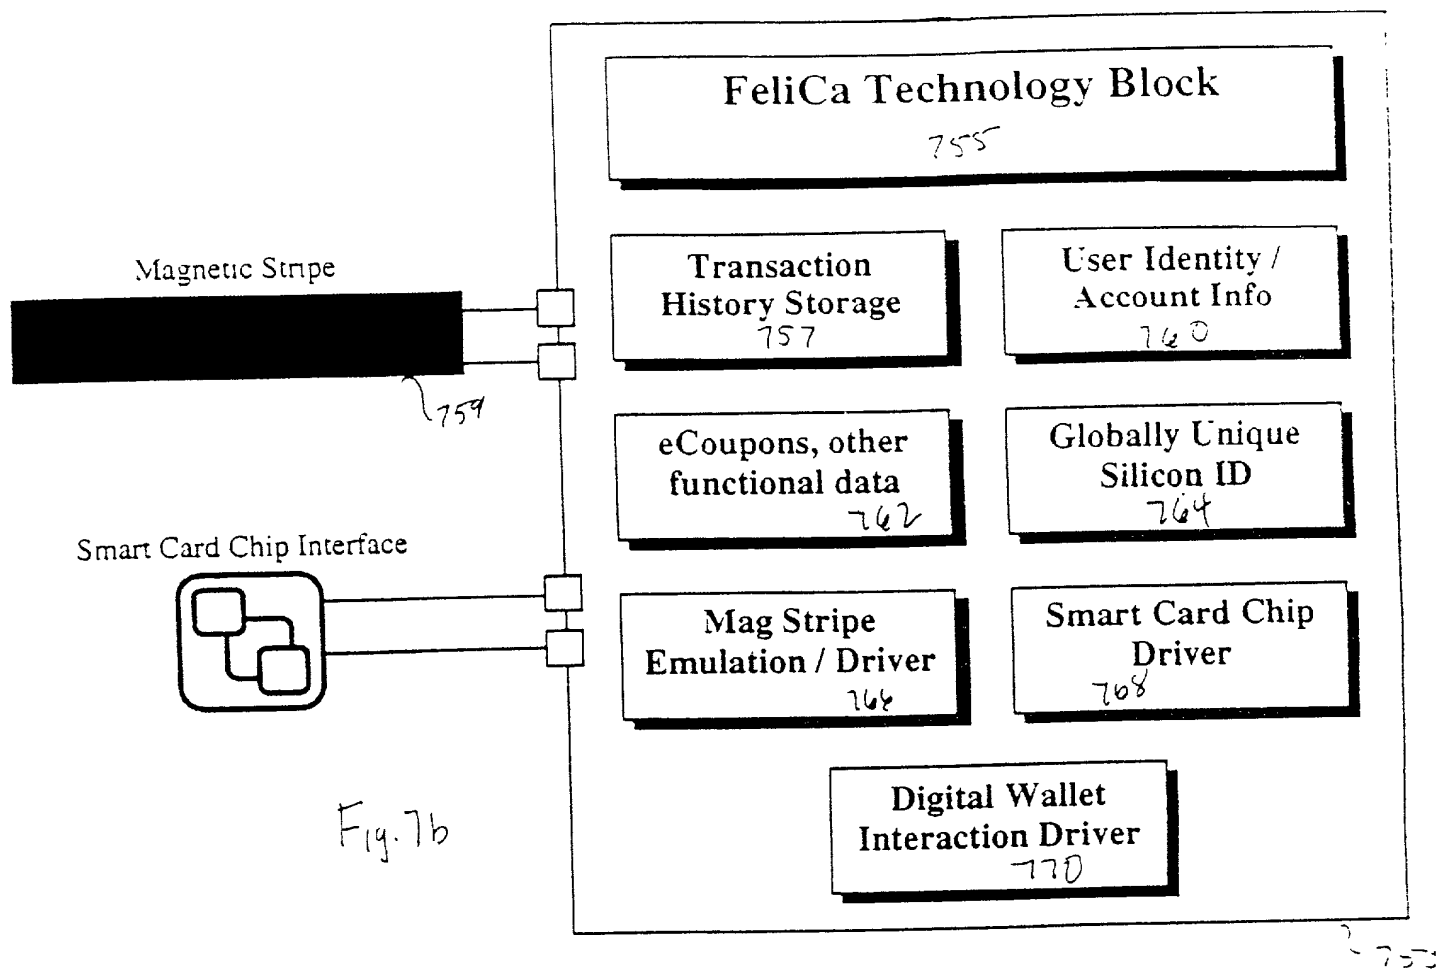 FeliCa Technology Block
755
Magnetic Stripe
759
Transaction
History Storage
757
User Identity /
Account Info
760
eCoupons, other
functional data
762
Globally Unique
Silicon ID
764
Smart Card Chip Interface
Mag Stripe
Emulation / Driver
766
Smart Card Chip
Driver
768
Digital Wallet
Interaction Driver
770
Fig. 7b